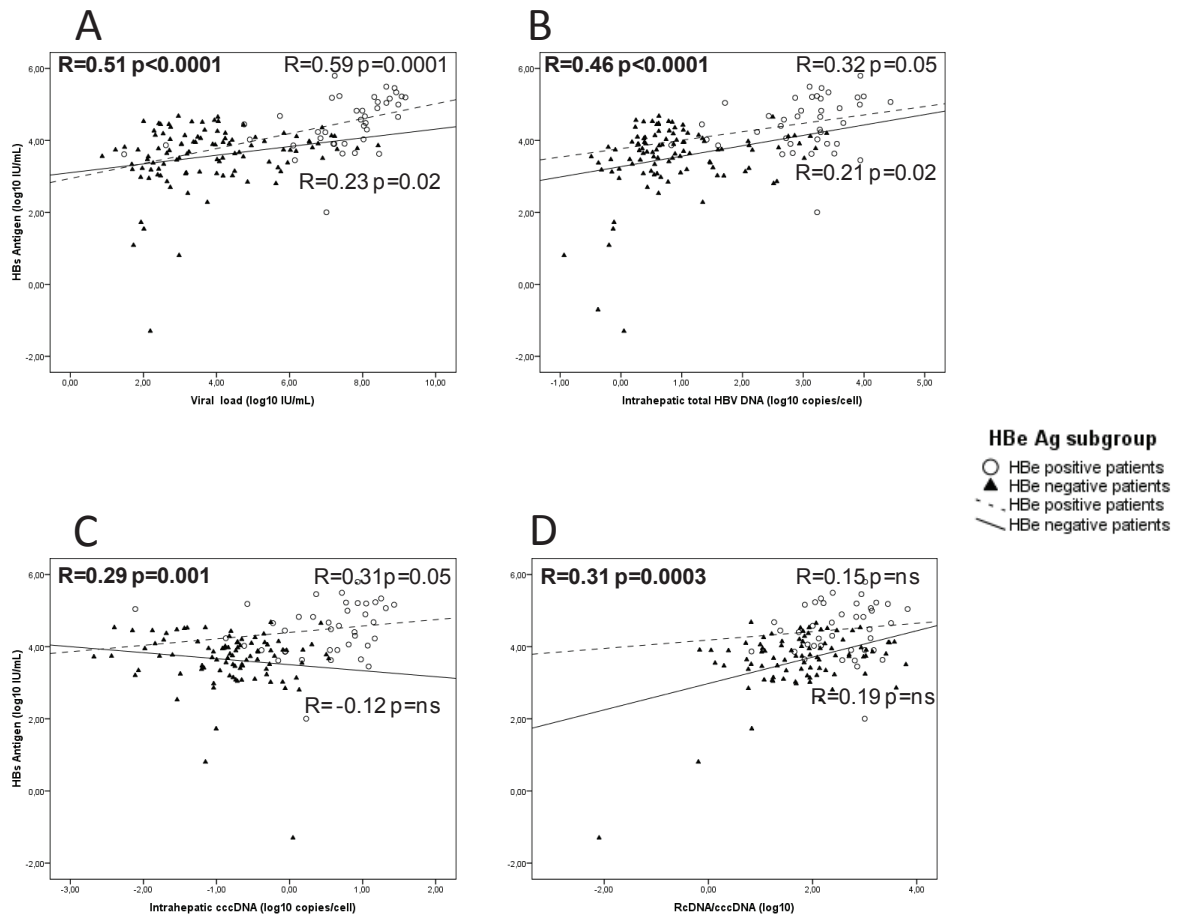 A
R=0.51 p<0.0001
R=0.59 p=0.0001
R=0.23 p=0.02
HBs Antigen (log10 IU/mL)
6,00
4,00
2,00
0,00
-2,00
0,00 2,00 4,00 6,00 8,00 10,00
Viral load (log10 IU/mL)
B
R=0.46 p<0.0001
R=0.32 p=0.05
R=0.21 p=0.02
6,00
4,00
2,00
0,00
-2,00
-1,00 0,00 1,00 2,00 3,00 4,00 5,00
Intrahepatic total HBV DNA (log10 copies/cell)
HBe Ag subgroup
HBe positive patients
HBe negative patients
HBe positive patients
HBe negative patients
C
R=0.29 p=0.001
R=0.31p=0.05
R= -0.12 p=ns
HBs Antigen (log10 IU/mL)
6,00
4,00
2,00
0,00
-2,00
-3,00 -2,00 -1,00 0,00 1,00 2,00
Intrahepatic cccDNA (log10 copies/cell)
D
R=0.31 p=0.0003
R=0.15 p=ns
R=0.19 p=ns
6,00
4,00
2,00
0,00
-2,00
-2,00 0,00 2,00 4,00
RcDNA/cccDNA (log10)